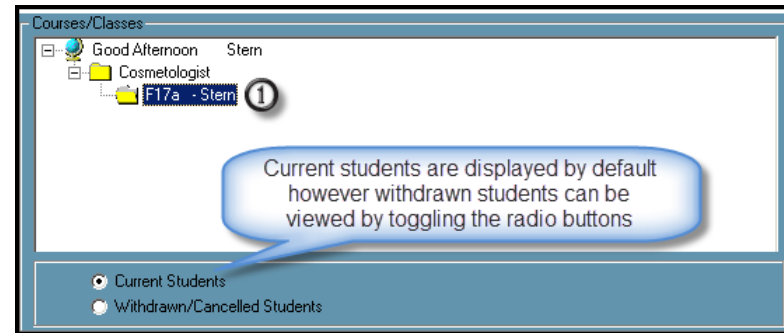 Courses/Classes
Good Afternoon Stern
Cosmetologist
F17a - Stern 1
Current students are displayed by default
however withdrawn students can be
viewed by toggling the radio buttons
Current Students
Withdrawn/Cancelled Students